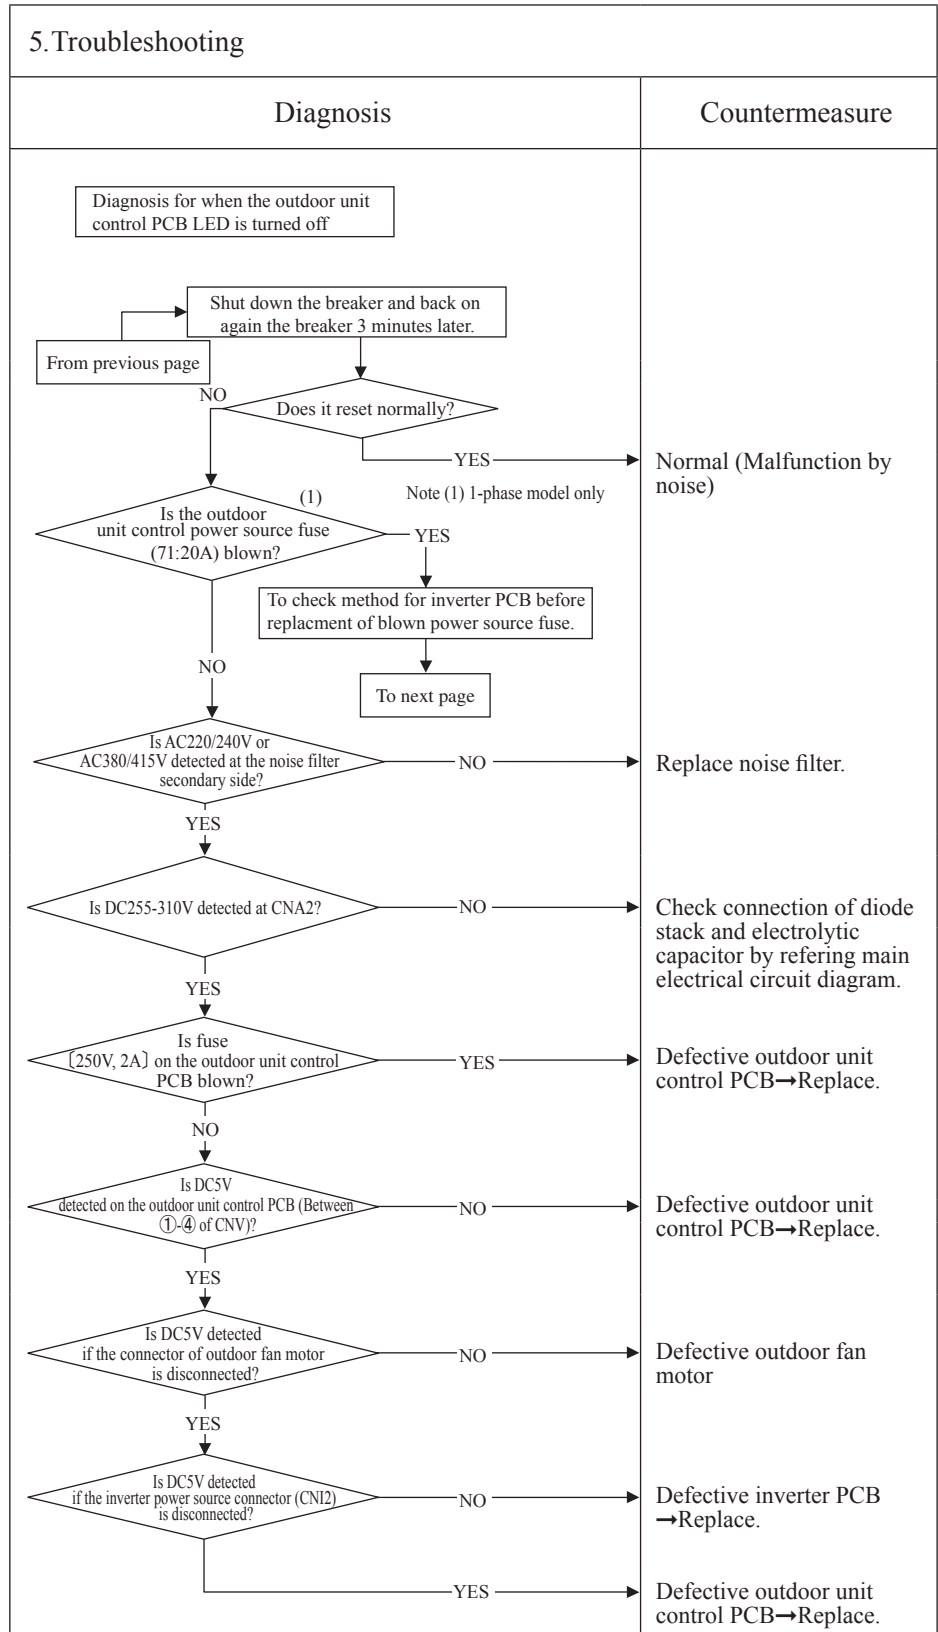 5.Troubleshooting
Diagnosis
Countermeasure
Diagnosis for when the outdoor unit
control PCB LED is turned off
Shut down the breaker and back on
again the breaker 3 minutes later.
From previous page
NO
Does it reset normally?
YES
Normal (Malfunction by
noise)
Note (1) 1-phase model only
(1)
Is the outdoor
unit control power source fuse
(71:20A) blown?
YES
To check method for inverter PCB before
replacment of blown power source fuse.
NO
To next page
Is AC220/240V or
AC380/415V detected at the noise filter
secondary side?
NO
Replace noise filter.
YES
Is DC255-310V detected at CNA2?
NO
Check connection of diode
stack and electrolytic
capacitor by refering main
electrical circuit diagram.
YES
Is fuse
〔250V, 2A〕 on the outdoor unit control
PCB blown?
YES
Defective outdoor unit
control PCB→Replace.
NO
Is DC5V
detected on the outdoor unit control PCB (Between
①-④ of CNV)?
NO
Defective outdoor unit
control PCB→Replace.
YES
Is DC5V detected
if the connector of outdoor fan motor
is disconnected?
NO
Defective outdoor fan
motor
YES
Is DC5V detected
if the inverter power source connector (CNI2)
is disconnected?
NO
Defective inverter PCB
→Replace.
YES
Defective outdoor unit
control PCB→Replace.